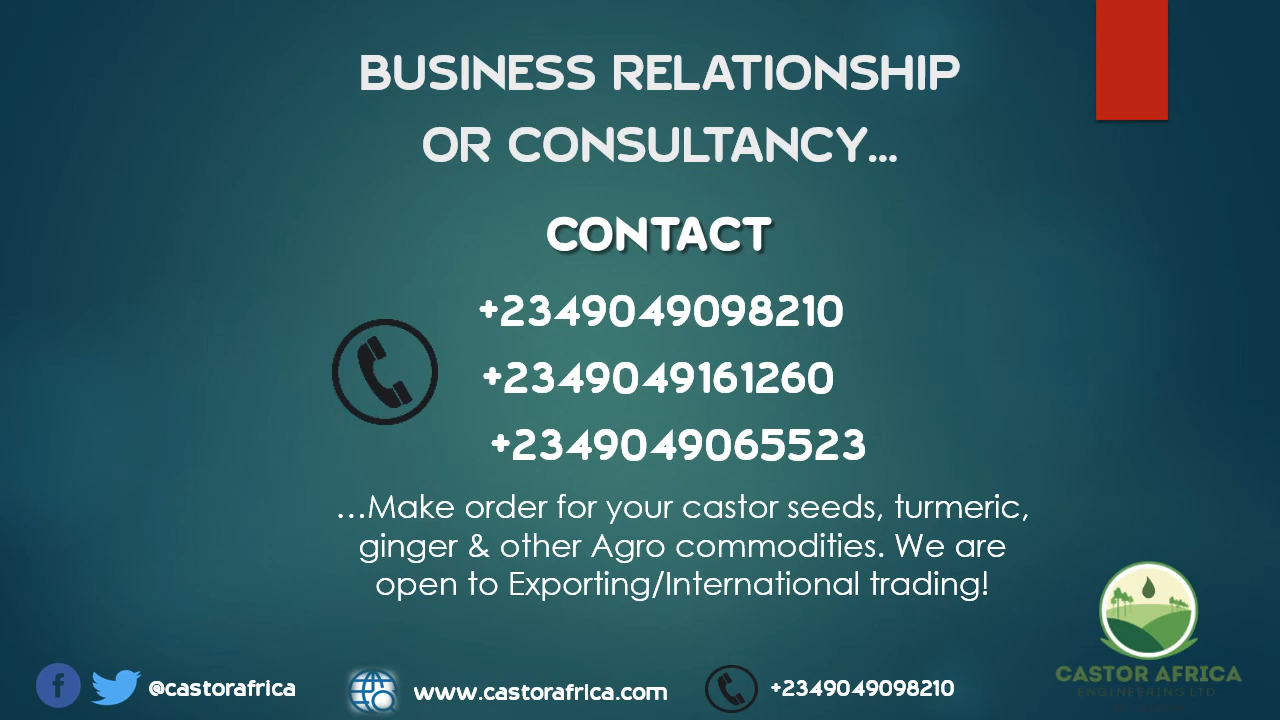 BUSINESS RELATIONSHIP
OR CONSULTANCY...
CONTACT
+2349049098210
+2349049161260
+2349049065523
...Make order for your castor seeds, turmeric,
ginger & other Agro commodities. We are
open to Exporting/International trading!
@castorafrica
www.castorafrica.com
+2349049098210
CASTOR AFRICA
ENGINEERING LTD